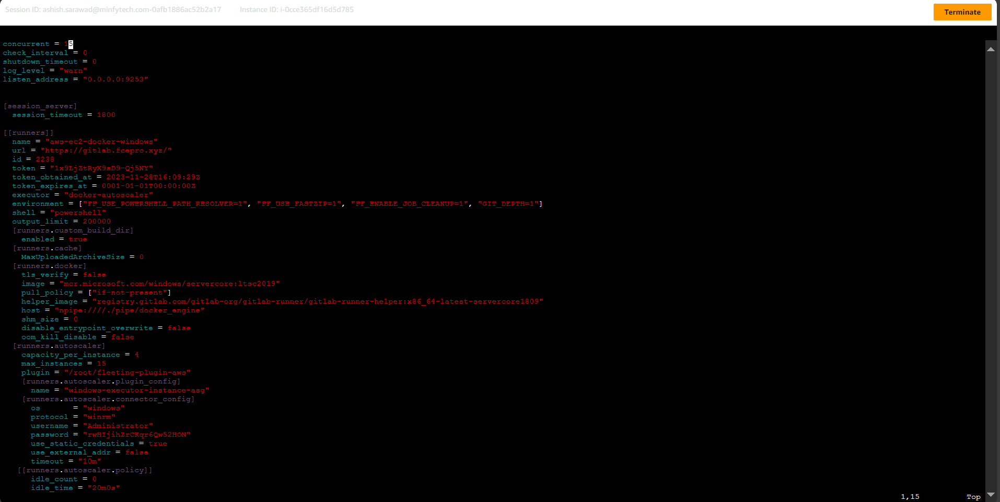 Session ID: ashish.sarawad@minfytech.com-0afb1886ac52b2a17 Instance ID: i-0cce365df16d5d785
Terminate
concurrent = 15
check_interval = 0
shutdown_timeout = 0
log_level = "warn"
listen_address = "0.0.0.0:9253"
[session_server]
session_timeout = 1800
[[runners]]
name = "aws-ec2-docker-windows"
url = "https://gitlab.fcepro.xyz/"
id = 2238
token = "1x9LjZtRyX9sD9-Qj5NY"
token_obtained_at = 2023-11-28T16:09:29Z
token_expires_at = 0001-01-01T00:00:00Z
executor = "docker-autoscaler"
environment = ["FF_USE_POWERSHELL_PATH_RESOLVER=1", "FF_USE_FASTZIP=1", "FF_ENABLE_JOB_CLEANUP=1", "GIT_DEPTH=1"]
shell = "powershell"
output_limit = 200000
[runners.custom_build_dir]
enabled = true
[runners.cache]
MaxUploadedArchiveSize = 0
[runners.docker]
tls_verify = false
image = "mcr.microsoft.com/windows/servercore:ltsc2019"
pull_policy = ["if-not-present"]
helper_image = "registry.gitlab.com/gitlab-org/gitlab-runner/gitlab-runner-helper:x86_64-latest-servercore1809"
host = "npipe:////./pipe/docker_engine"
shm_size = 0
disable_entrypoint_overwrite = false
oom_kill_disable = false
[runners.autoscaler]
capacity_per_instance = 4
max_instances = 15
plugin = "/root/fleeting-plugin-aws"
[runners.autoscaler.plugin_config]
name = "windows-executor-instance-asg"
[runners.autoscaler.connector_config]
os = "windows"
protocol = "winrm"
username = "Administrator"
password = "rwHIjihZrCKqr6Qw52HON"
use_static_credentials = true
use_external_addr = false
timeout = "10m"
[[runners.autoscaler.policy]]
idle_count = 0
idle_time = "20m0s"
1,15 Top